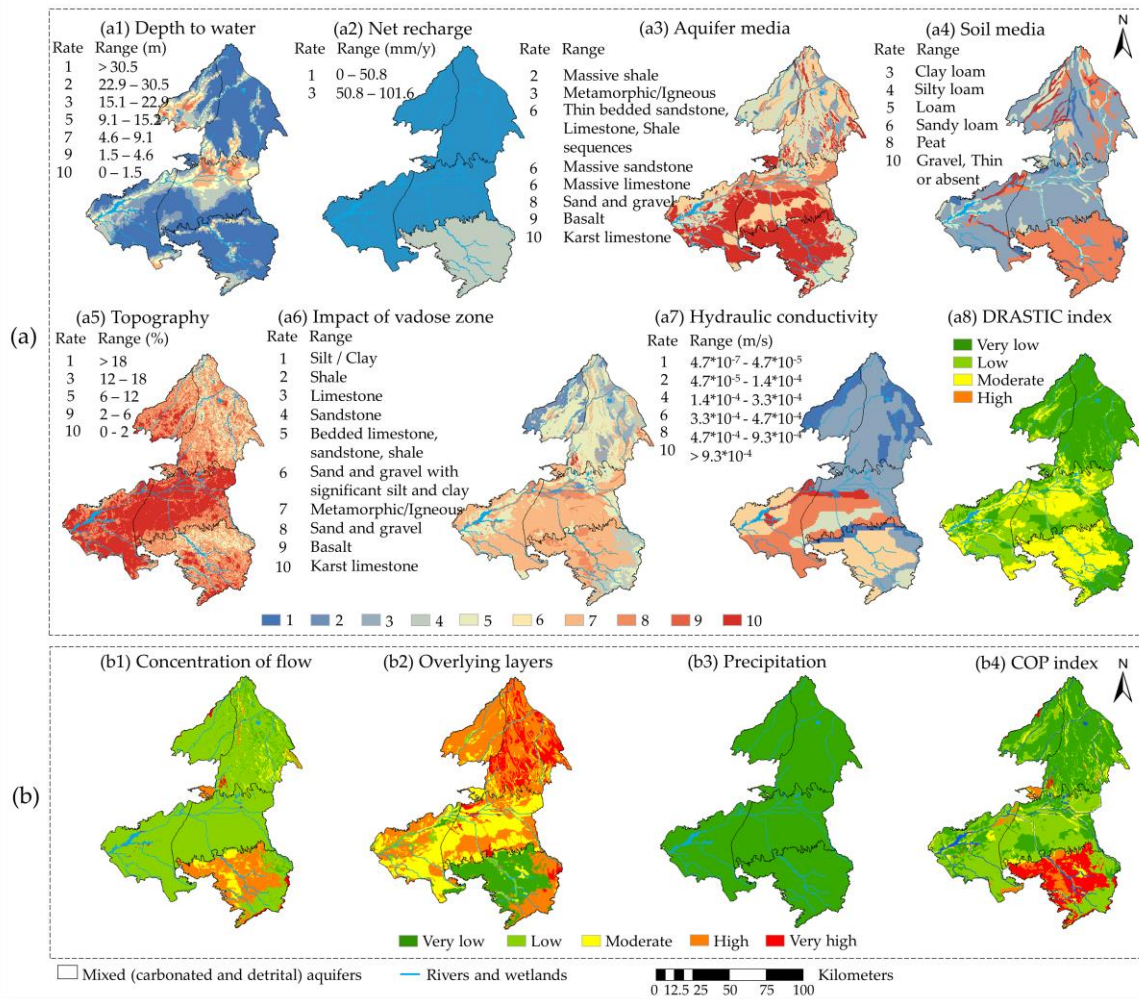 (a)
(a1) Depth to water
Rate Range (m)
1 > 30.5
2 22.9 – 30.5
3 15.1 – 22.9
5 9.1 – 15.2
7 4.6 – 9.1
9 1.5 – 4.6
10 0 – 1.5
(a2) Net recharge
Rate Range (mm/y)
1 0 – 50.8
3 50.8 – 101.6
(a3) Aquifer media
Rate Range
2 Massive shale
3 Metamorphic/Igneous
6 Thin bedded sandstone,
Limestone, Shale
sequences
6 Massive sandstone
6 Massive limestone
8 Sand and gravel
9 Basalt
10 Karst limestone
(a4) Soil media
N
Rate Range
3 Clay loam
4 Silty loam
5 Loam
6 Sandy loam
8 Peat
10 Gravel, Thin
or absent
(a5) Topography
Rate Range (%)
1 > 18
3 12 – 18
5 6 – 12
9 2 – 6
10 0 - 2
(a6) Impact of vadose zone
Rate Range
1 Silt / Clay
2 Shale
3 Limestone
4 Sandstone
5 Bedded limestone,
sandstone, shale
6 Sand and gravel with
significant silt and clay
7 Metamorphic/Igneous
8 Sand and gravel
9 Basalt
10 Karst limestone
(a7) Hydraulic conductivity
Rate Range (m/s)
1 4.7*10-7 - 4.7*10-5
2 4.7*10-5 - 1.4*10-4
4 1.4*10-4 - 3.3*10-4
6 3.3*10-4 - 4.7*10-4
8 4.7*10-4 - 9.3*10-4
10 > 9.3*10-4
(a8) DRASTIC index
Very low
Low
Moderate
High
1 2 3 4 5 6 7 8 9 10
(b)
(b1) Concentration of flow
(b2) Overlying layers
(b3) Precipitation
(b4) COP index
N
Very low Low Moderate High Very high
Mixed (carbonated and detrital) aquifers Rivers and wetlands Kilometers
0 12.5 25 50 75 100